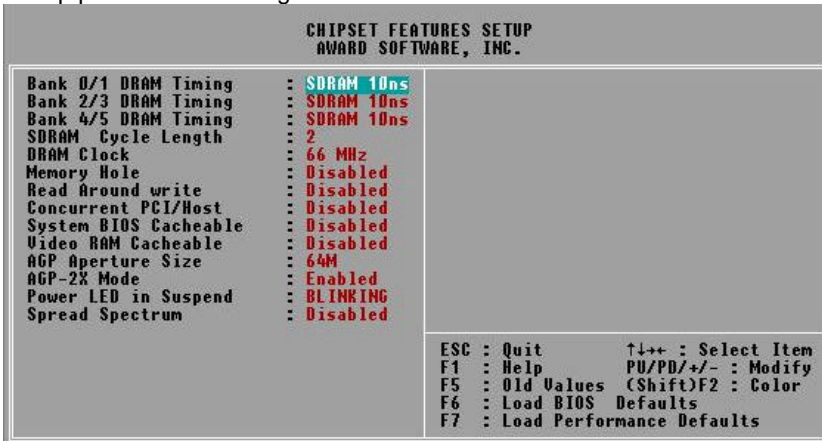 CHIPSET FEATURES SETUP
AWARD SOFTWARE, INC.
Bank 0/1 DRAM Timing : SDRAM 10ns
Bank 2/3 DRAM Timing : SDRAM 10ns
Bank 4/5 DRAM Timing : SDRAM 10ns
SDRAM Cycle Length : 2
DRAM Clock : 66 MHz
Memory Hole : Disabled
Read Around write : Disabled
Concurrent PCI/Host : Disabled
System BIOS Cacheable : Disabled
Video RAM Cacheable : Disabled
AGP Aperture Size : 64M
AGP-2X Mode : Enabled
Power LED in Suspend : BLINKING
Spread Spectrum : Disabled
ESC : Quit ↑↓→← : Select Item
F1 : Help PU/PD/+/- : Modify
F5 : Old Values (Shift)F2 : Color
F6 : Load BIOS Defaults
F7 : Load Performance Defaults